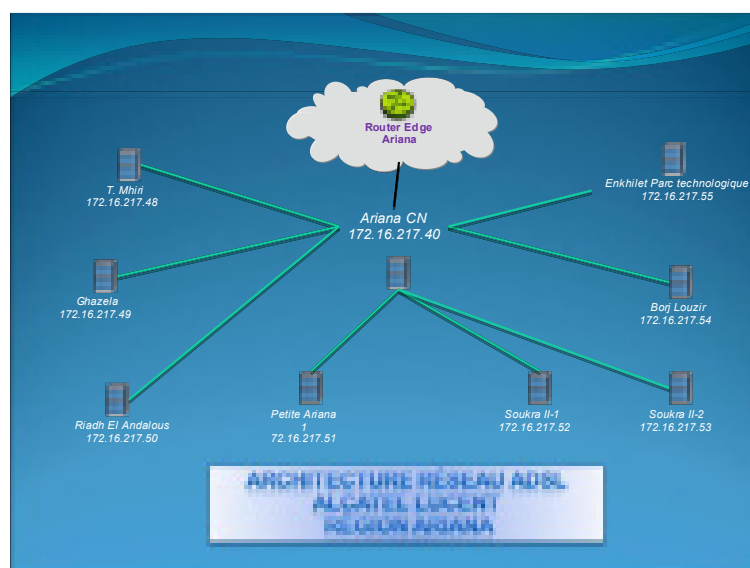 Router Edge
Ariana
T. Mhiri
172.16.217.48
Enkhilet Parc technologique
172.16.217.55
Ariana CN
172.16.217.40
Ghazela
172.16.217.49
Borj Louzir
172.16.217.54
Riadh El Andalous
172.16.217.50
Petite Ariana
1
72.16.217.51
Soukra II-1
172.16.217.52
Soukra II-2
172.16.217.53
ARCHITECTURE RÉSEAU ADSL
ALCATEL LUCENT
RÉGION ARIANA